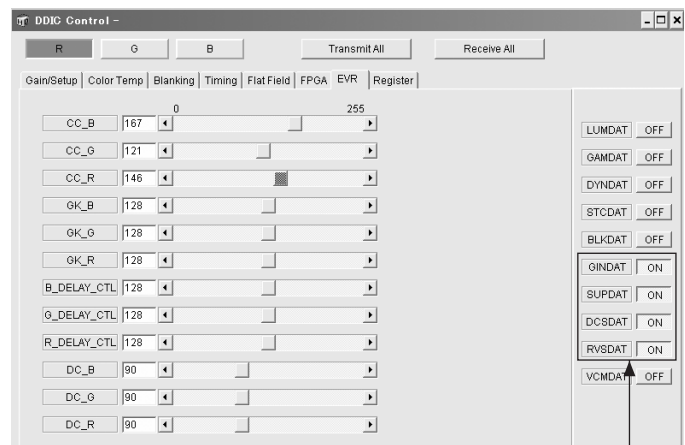 DDIC Control –
R G B Transmit All Receive All
Gain/Setup Color Temp Blanking Timing Flat Field FPGA EVR Register
0 255
CC_B 167
CC_G 121
CC_R 146
GK_B 128
GK_G 128
GK_R 128
B_DELAY_CTL 128
G_DELAY_CTL 128
R_DELAY_CTL 128
DC_B 90
DC_G 90
DC_R 90
LUMDAT OFF
GAMDAT OFF
DYNDAT OFF
STCDAT OFF
BLKDAT OFF
GINDAT ON
SUPDAT ON
DCSDAT ON
RVSDAT ON
VCMDAT OFF